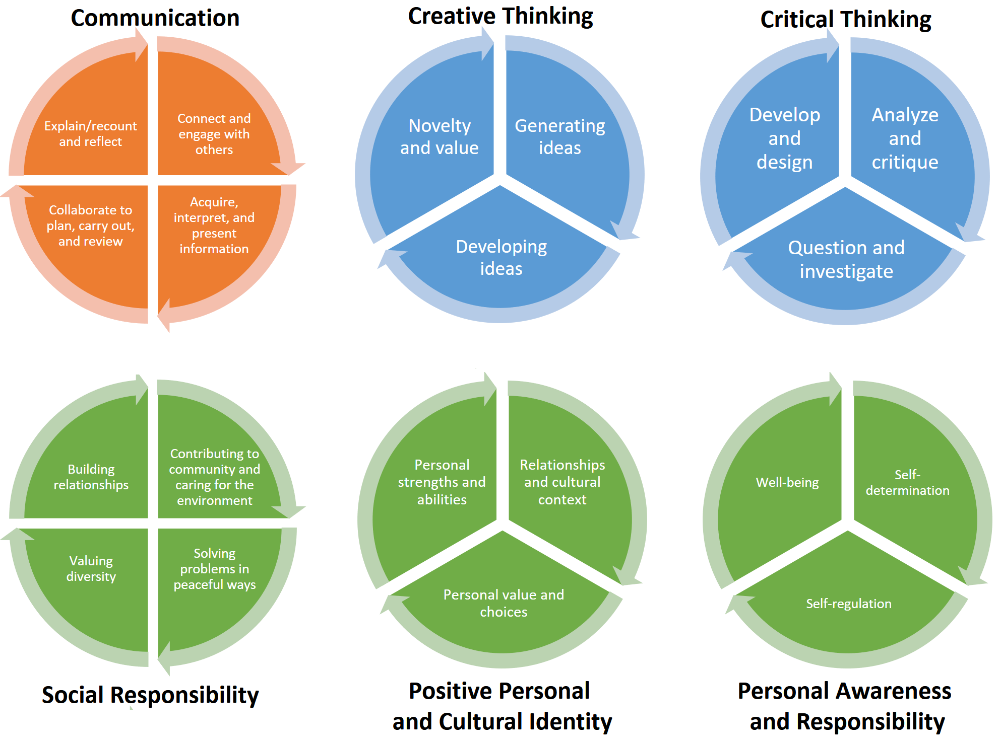 Communication
Explain/recount
and reflect
Connect and
engage with
others
Collaborate to
plan, carry out,
and review
Acquire,
interpret, and
present
information
Creative Thinking
Novelty
and value
Generating
ideas
Developing
ideas
Critical Thinking
Develop
and
design
Analyze
and
critique
Question and
investigate
Building
relationships
Contributing to
community and
caring for the
environment
Valuing
diversity
Solving
problems in
peaceful ways
Social Responsibility
Personal
strengths and
abilities
Relationships
and cultural
context
Personal value and
choices
Positive Personal
and Cultural Identity
Well-being
Self-
determination
Self-regulation
Personal Awareness
and Responsibility